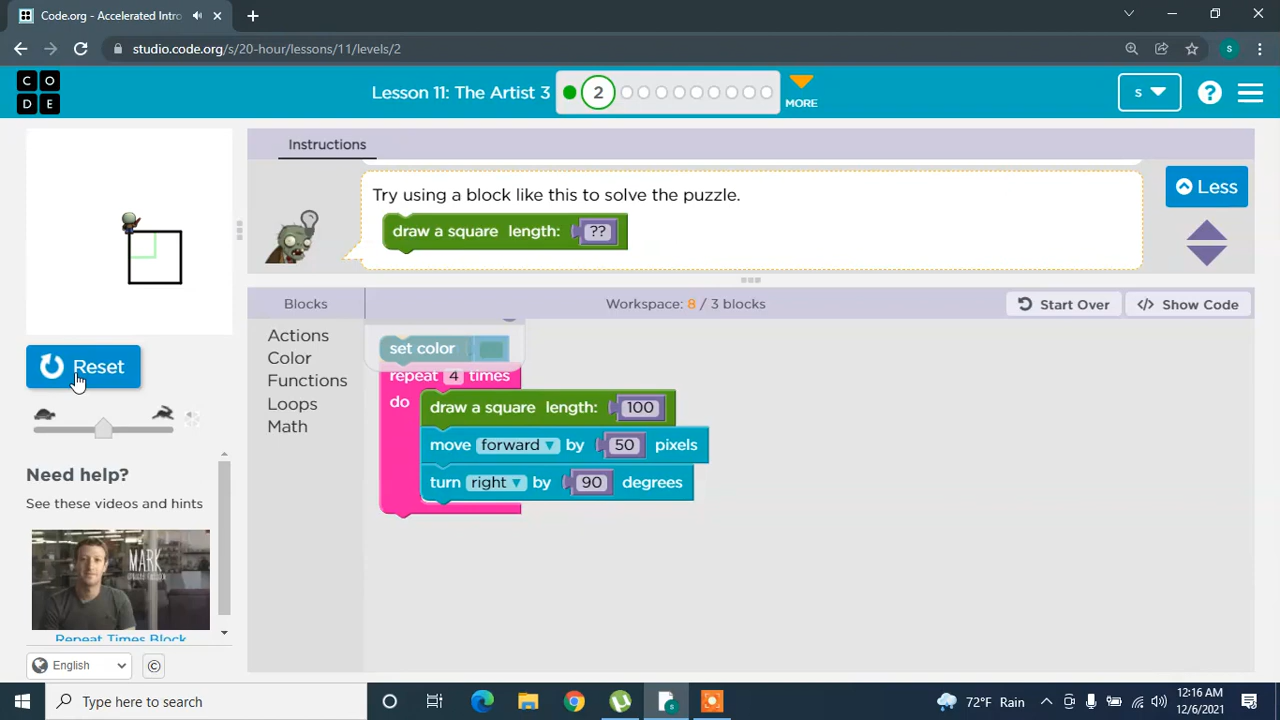 Code.org - Accelerated Intro
studio.code.org/s/20-hour/lessons/11/levels/2
s
C O
D E
Lesson 11: The Artist 3
2
MORE
s
?
Instructions
Try using a block like this to solve the puzzle.
draw a square length: ??
Less
Blocks
Workspace: 8 / 3 blocks
Start Over
</> Show Code
Actions
Color
Functions
Loops
Math
set color
repeat 4 times
do
draw a square length: 100
move forward by 50 pixels
turn right by 90 degrees
Reset
Need help?
See these videos and hints
MARK
Repeat Times Block
English
©
Type here to search
72°F Rain
12:16 AM
12/6/2021